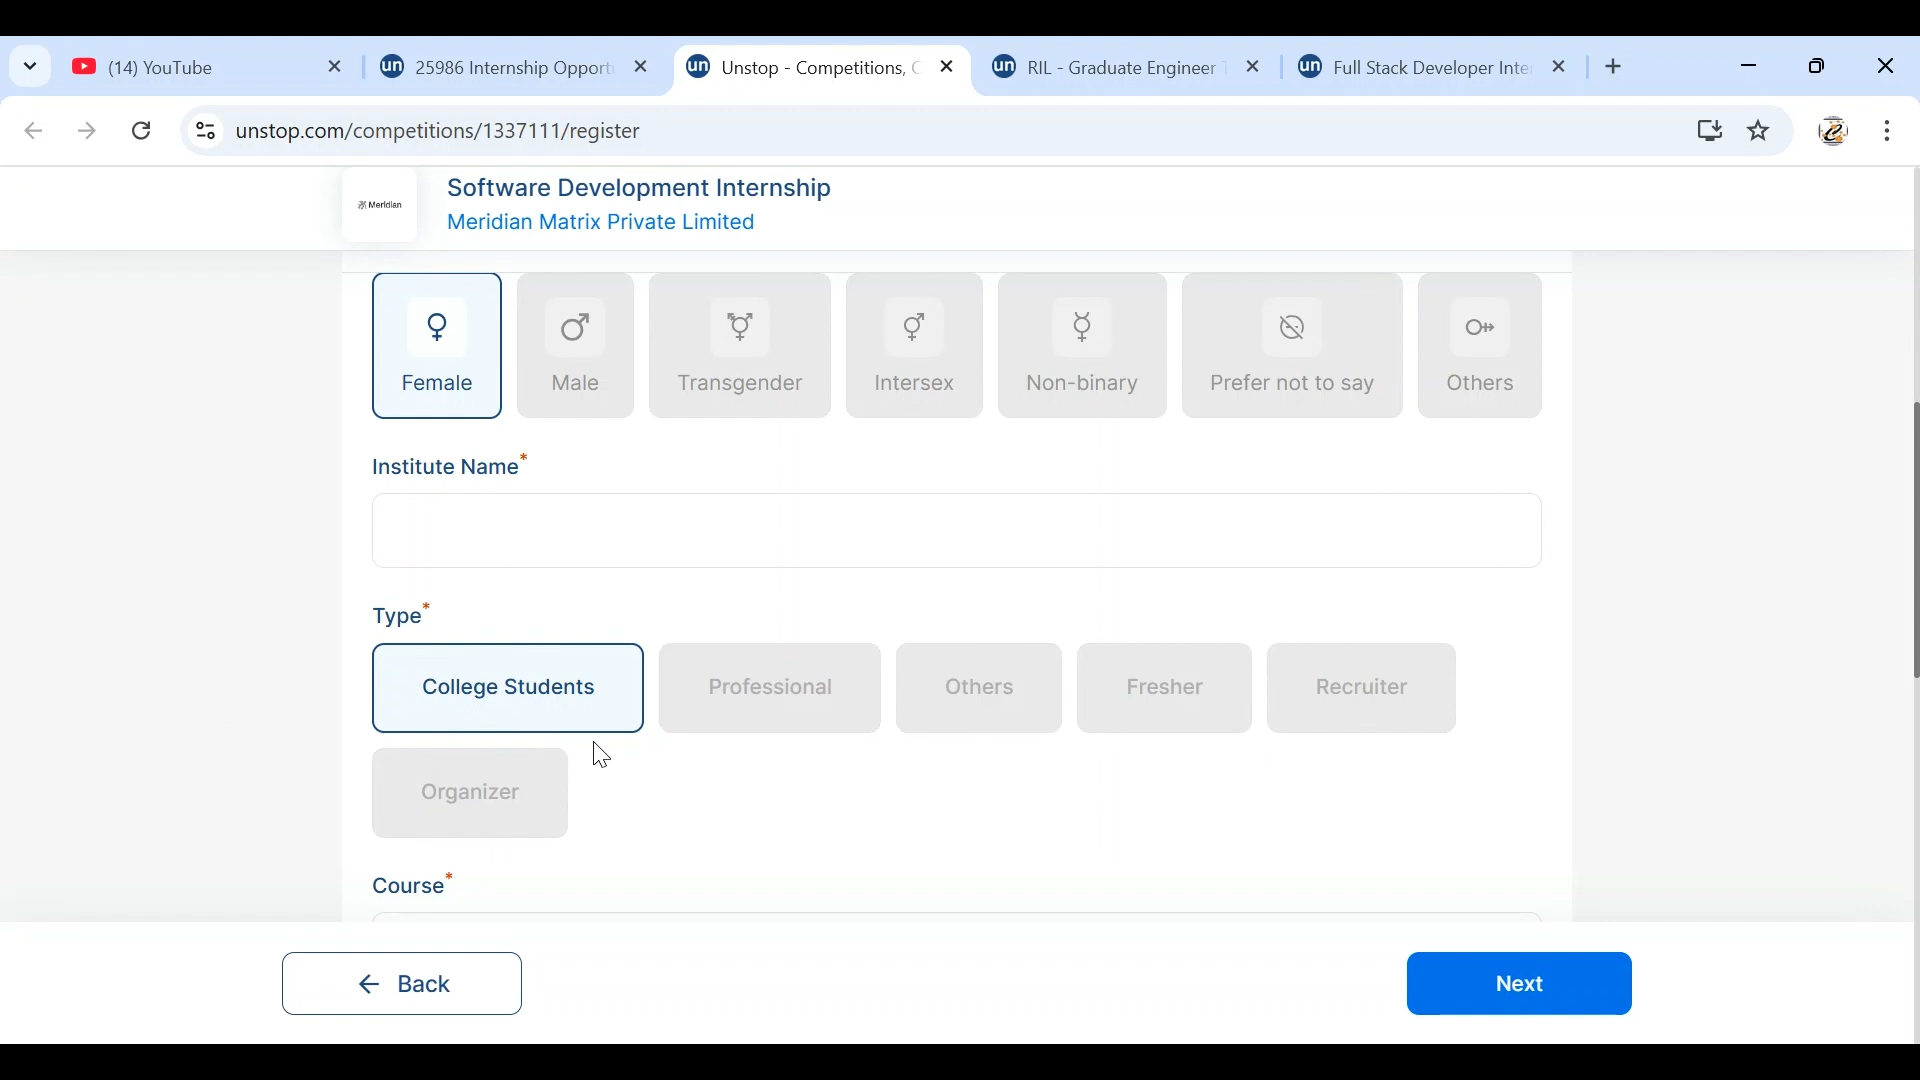 (14) YouTube
25986 Internship Opport
Unstop - Competitions, C
RIL - Graduate Engineer T
Full Stack Developer Inte
unstop.com/competitions/1337111/register
Meridian
Software Development Internship
Meridian Matrix Private Limited
Female
Male
Transgender
Intersex
Non-binary
Prefer not to say
Others
Institute Name*
Type*
College Students
Professional
Others
Fresher
Recruiter
Organizer
Course*
Back
Next